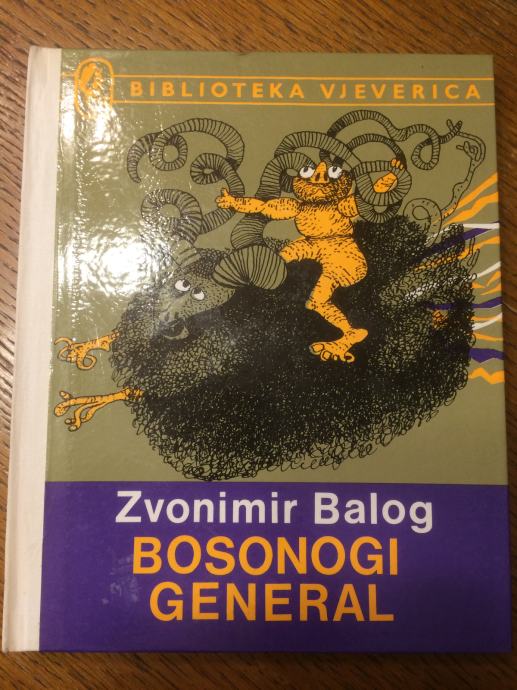 BIBLIOTEKA VJEVERICA
Zvonimir Balog
BOSONOGI
GENERAL